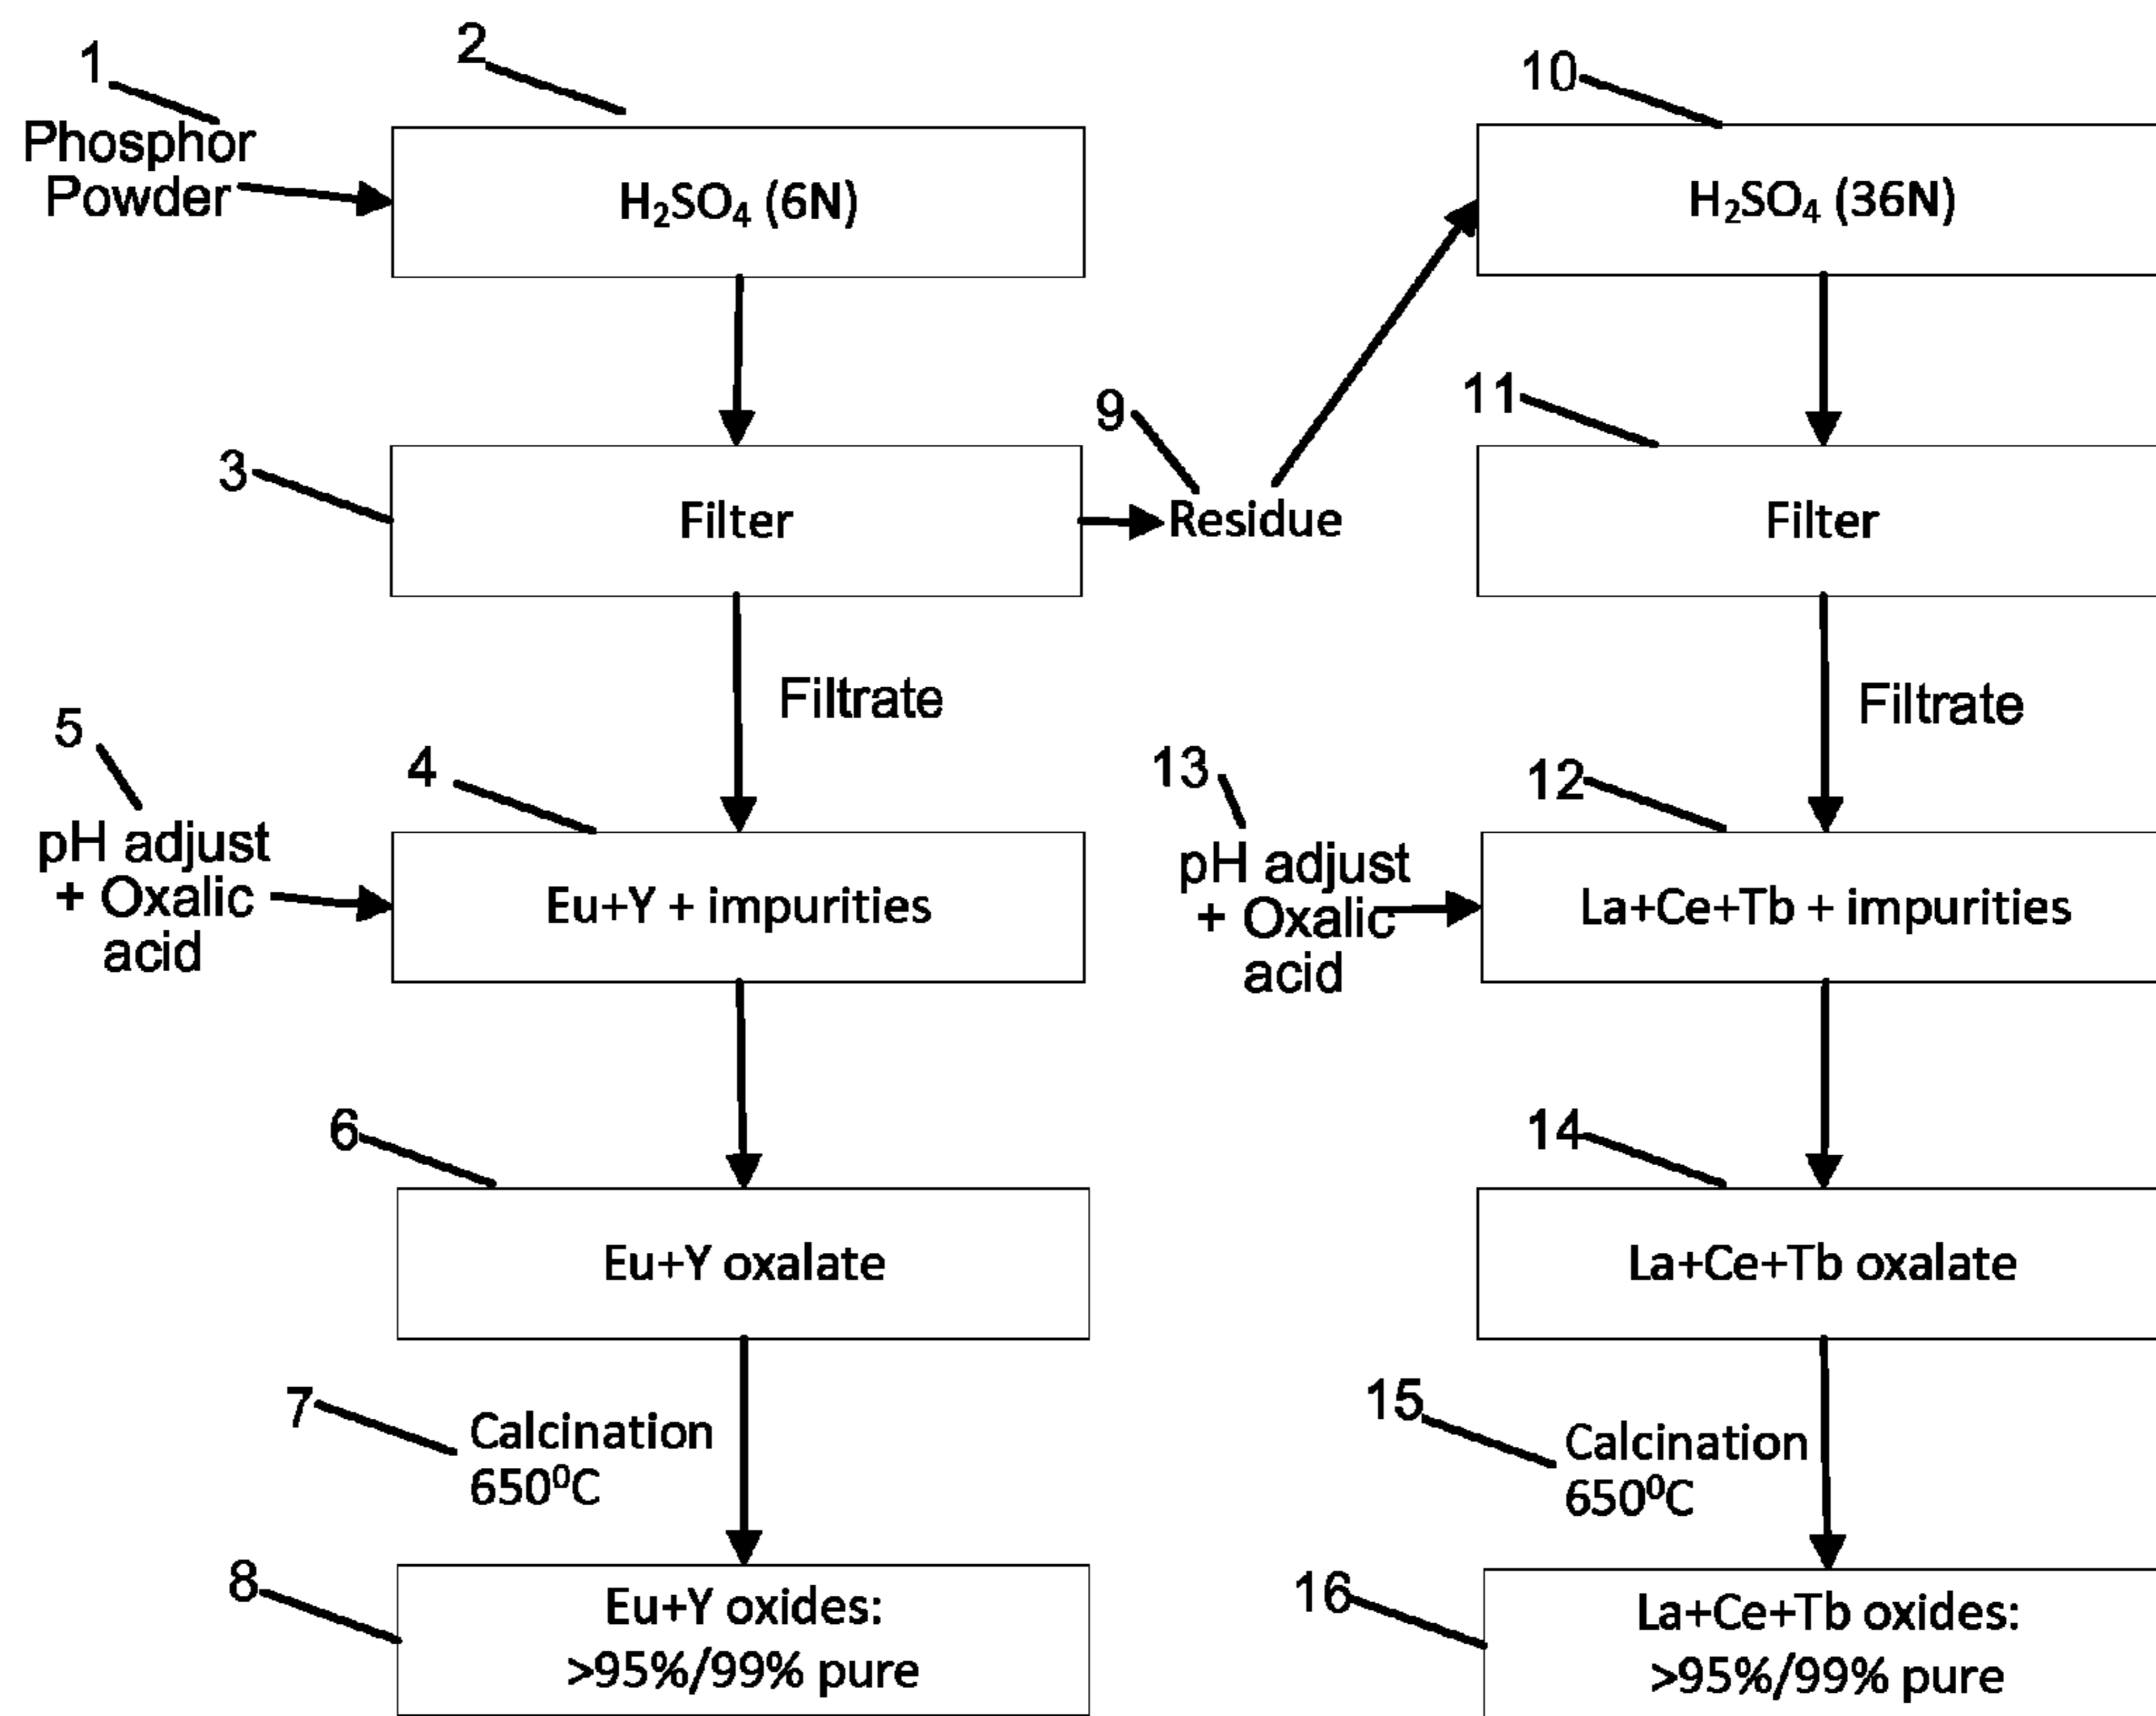 1
Phosphor
Powder
2
H₂SO₄ (6N)
3
Filter
9
Residue
Filtrate
5
pH adjust
+ Oxalic
acid
4
Eu+Y + impurities
6
Eu+Y oxalate
7
Calcination
650⁰C
8
Eu+Y oxides:
>95%/99% pure
10
H₂SO₄ (36N)
11
Filter
Filtrate
13
pH adjust
+ Oxalic
acid
12
La+Ce+Tb + impurities
14
La+Ce+Tb oxalate
15
Calcination
650⁰C
16
La+Ce+Tb oxides:
>95%/99% pure